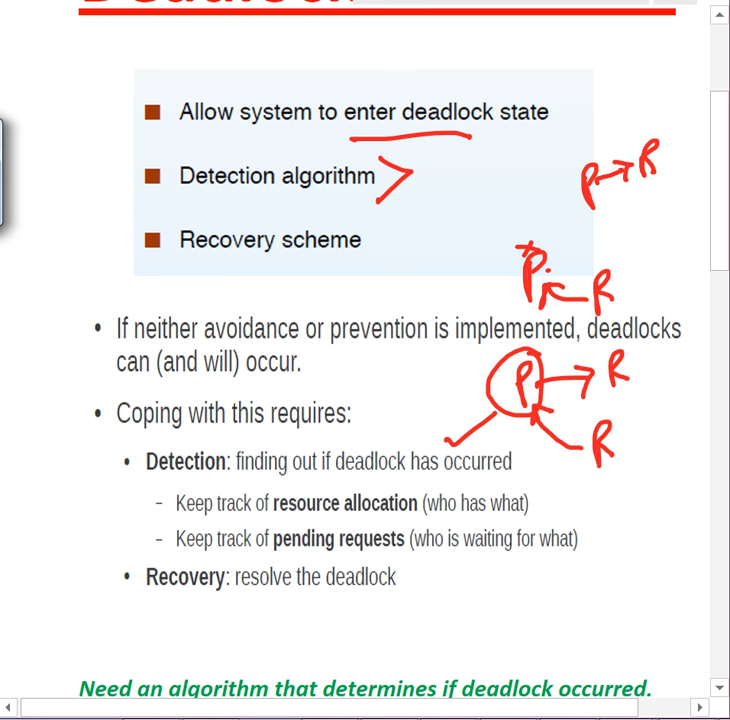 Allow system to enter deadlock state
Detection algorithm
P → R
Recovery scheme
P ← R
• If neither avoidance or prevention is implemented, deadlocks
can (and will) occur.
P → R
• Coping with this requires:
R
• Detection: finding out if deadlock has occurred
- Keep track of resource allocation (who has what)
- Keep track of pending requests (who is waiting for what)
• Recovery: resolve the deadlock
Need an algorithm that determines if deadlock occurred.